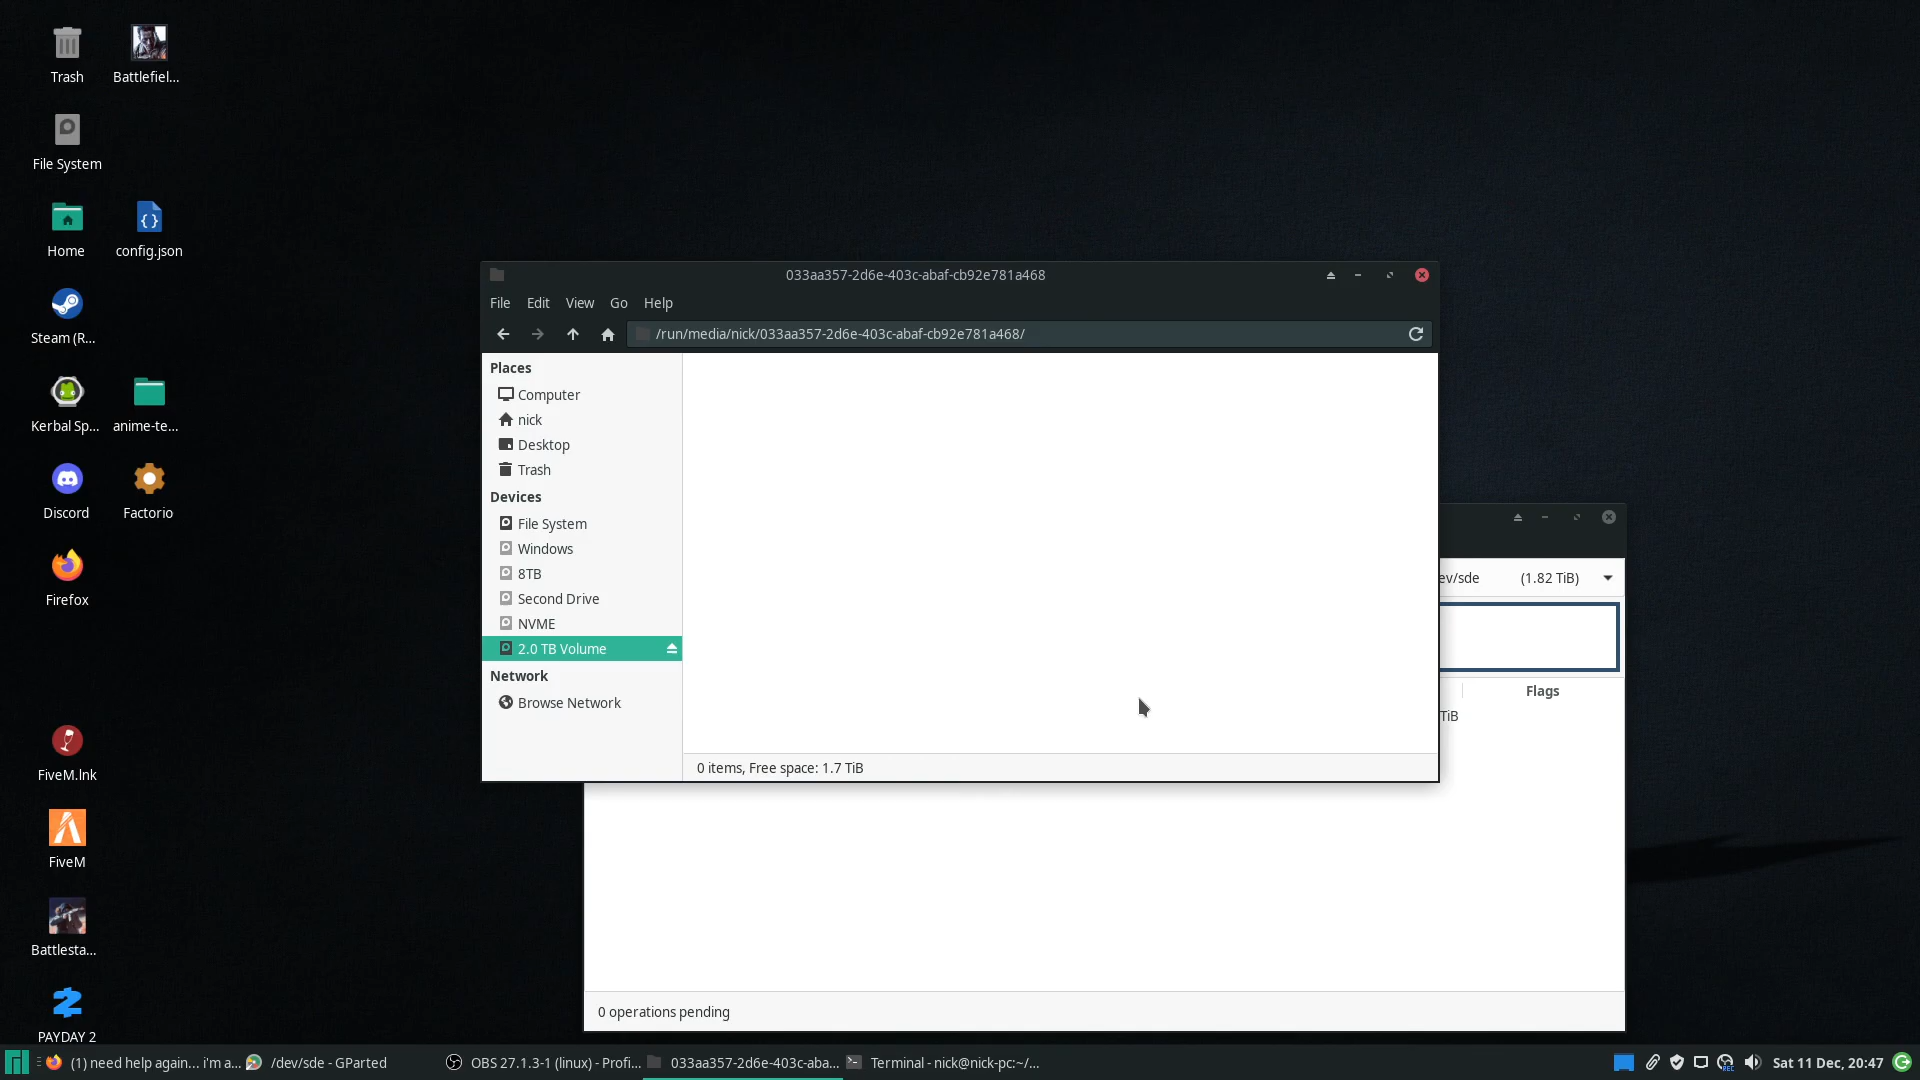 Trash
Battlefiel...
File System
Home
config.json
Steam (R...
Kerbal Sp...
anime-te...
Discord
Factorio
Firefox
FiveM.lnk
FiveM
Battlesta...
PAYDAY 2
033aa357-2d6e-403c-abaf-cb92e781a468
File Edit View Go Help
/run/media/nick/033aa357-2d6e-403c-abaf-cb92e781a468/
Places
Computer
nick
Desktop
Trash
Devices
File System
Windows
8TB
Second Drive
NVME
2.0 TB Volume
Network
Browse Network
0 items, Free space: 1.7 TiB
ev/sde (1.82 TiB)
Flags
TiB
0 operations pending
(1) need help again... i'm a...
/dev/sde - GParted
OBS 27.1.3-1 (linux) - Profi...
033aa357-2d6e-403c-aba...
Terminal - nick@nick-pc:~/...
REC
Sat 11 Dec, 20:47